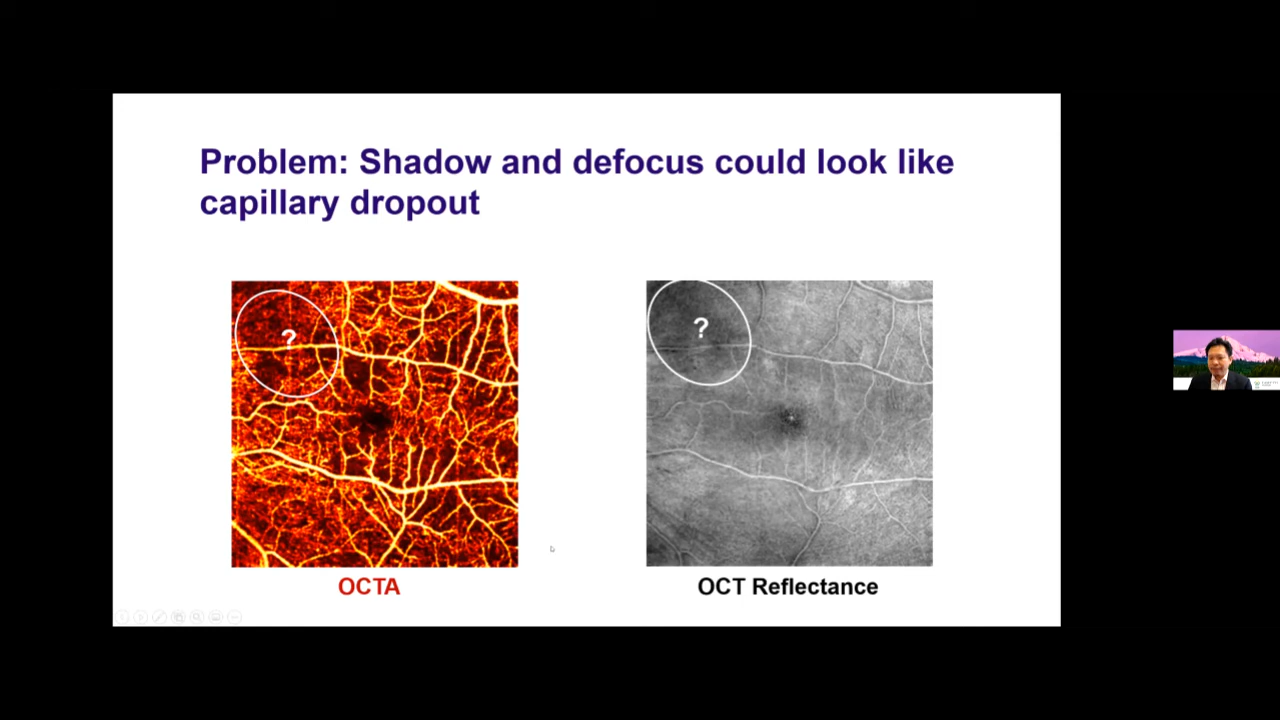 Problem: Shadow and defocus could look like
capillary dropout
?
?
OCTA
OCT Reflectance